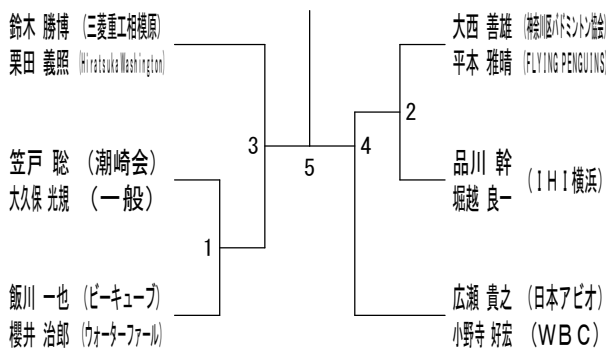 鈴木 勝博 (三菱重工相模原)
栗田 義照 (Hiratsuka Washington)
笠戸 聡 (潮崎会)
大久保 光規 (一般)
飯川 一也 (ビーキューブ)
櫻井 治郎 (ウォーターファール)
1
3
5
4
2
大西 善雄 (神奈川区バドミントン協会)
平本 雅晴 (FLYING PENGUINS)
品川 幹
堀越 良一
(IHI横浜)
広瀬 貴之 (日本アビオ)
小野寺 好宏 (WBC)